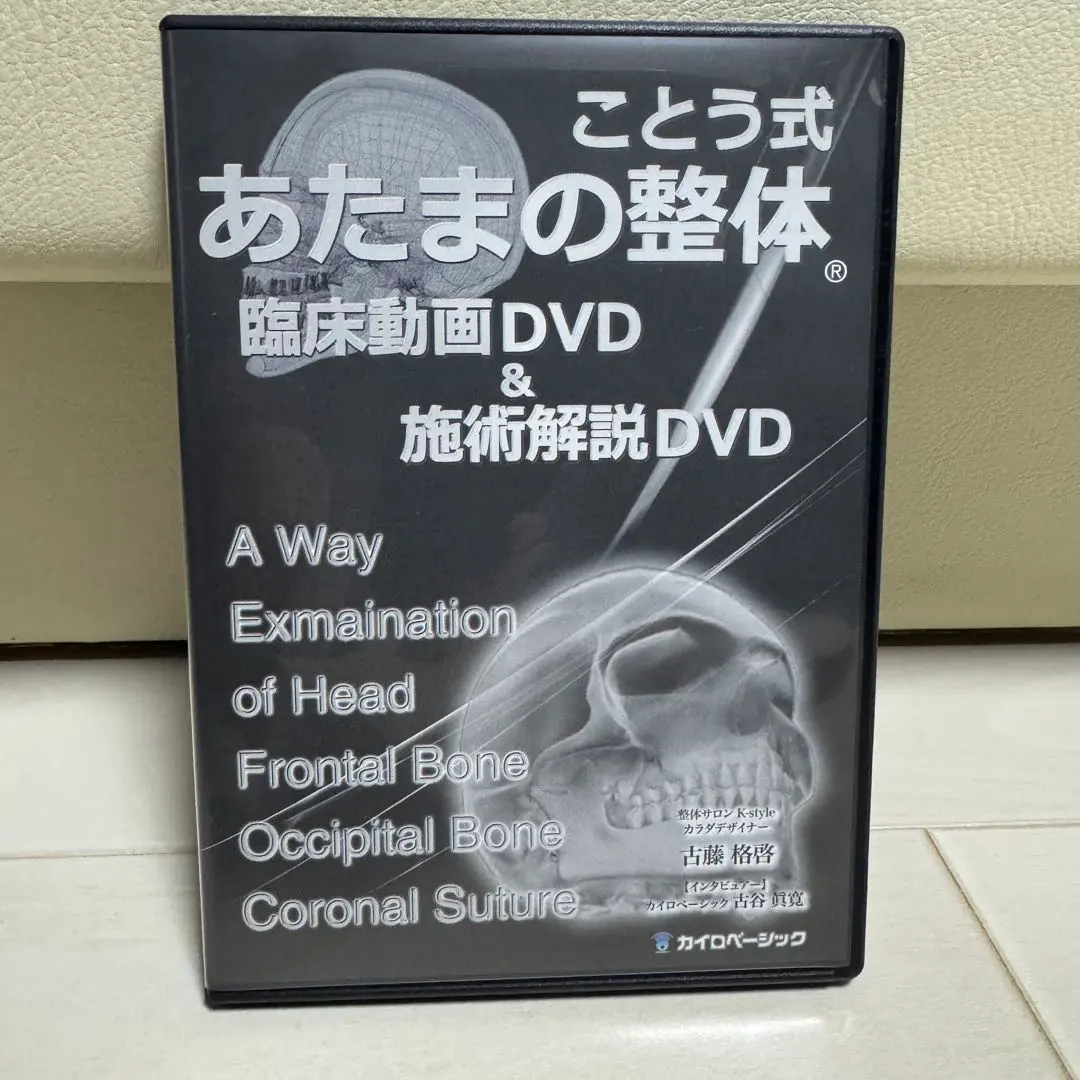 ことう式
あたまの整体®
臨床動画DVD
&
施術解説DVD
A Way
Exmaination
of Head
Frontal Bone
Occipital Bone
Coronal Suture
整体サロン K-style
カラダデザイナー
古藤 格啓
【インタビュアー】
カイロベーシック 古谷 眞寛
カイロベーシック